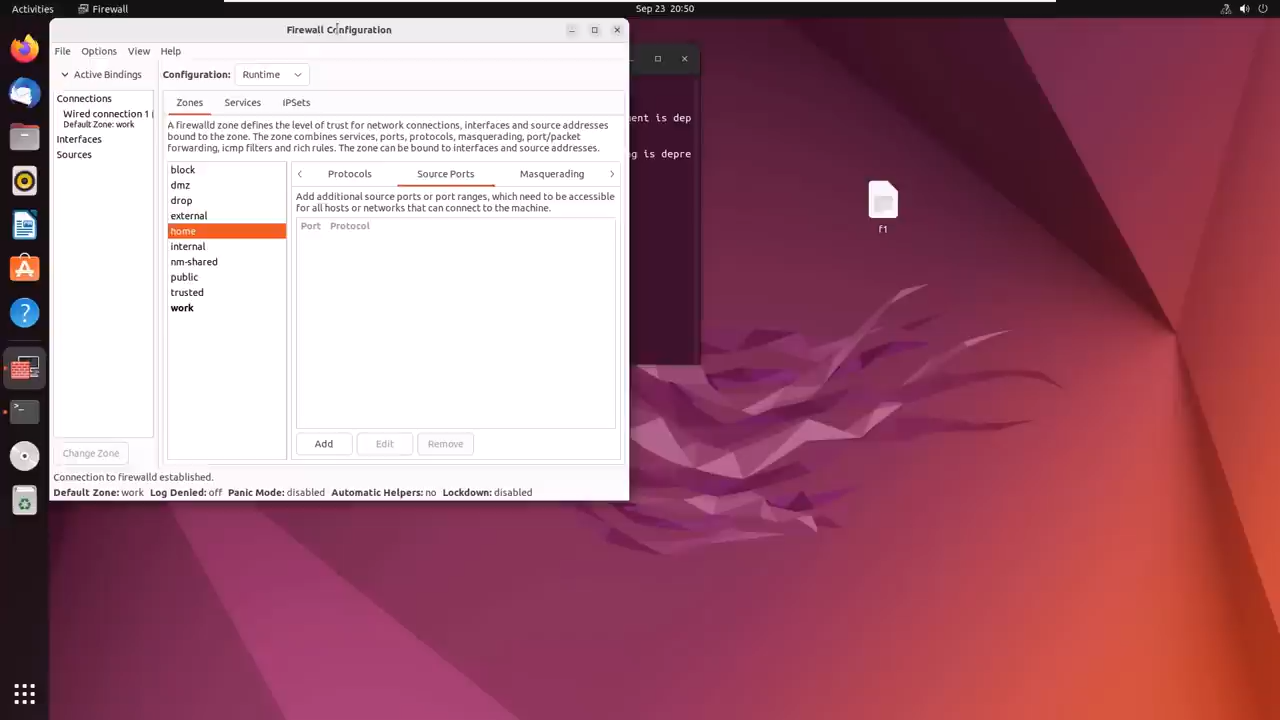 Activities
Firewall
Sep 23 20:50
Firewall Configuration
File Options View Help
Active Bindings
Configuration: Runtime
Connections
Wired connection 1 (
Default Zone: work
Interfaces
Sources
Zones Services IPSets
A firewalld zone defines the level of trust for network connections, interfaces and source addresses
bound to the zone. The zone combines services, ports, protocols, masquerading, port/packet
forwarding, icmp filters and rich rules. The zone can be bound to interfaces and source addresses.
block
dmz
drop
external
home
internal
nm-shared
public
trusted
work
Protocols Source Ports Masquerading
Add additional source ports or port ranges, which need to be accessible
for all hosts or networks that can connect to the machine.
Port Protocol
Add Edit Remove
Change Zone
Connection to firewalld established.
Default Zone: work Log Denied: off Panic Mode: disabled Automatic Helpers: no Lockdown: disabled
ent is dep
g is depre
f1